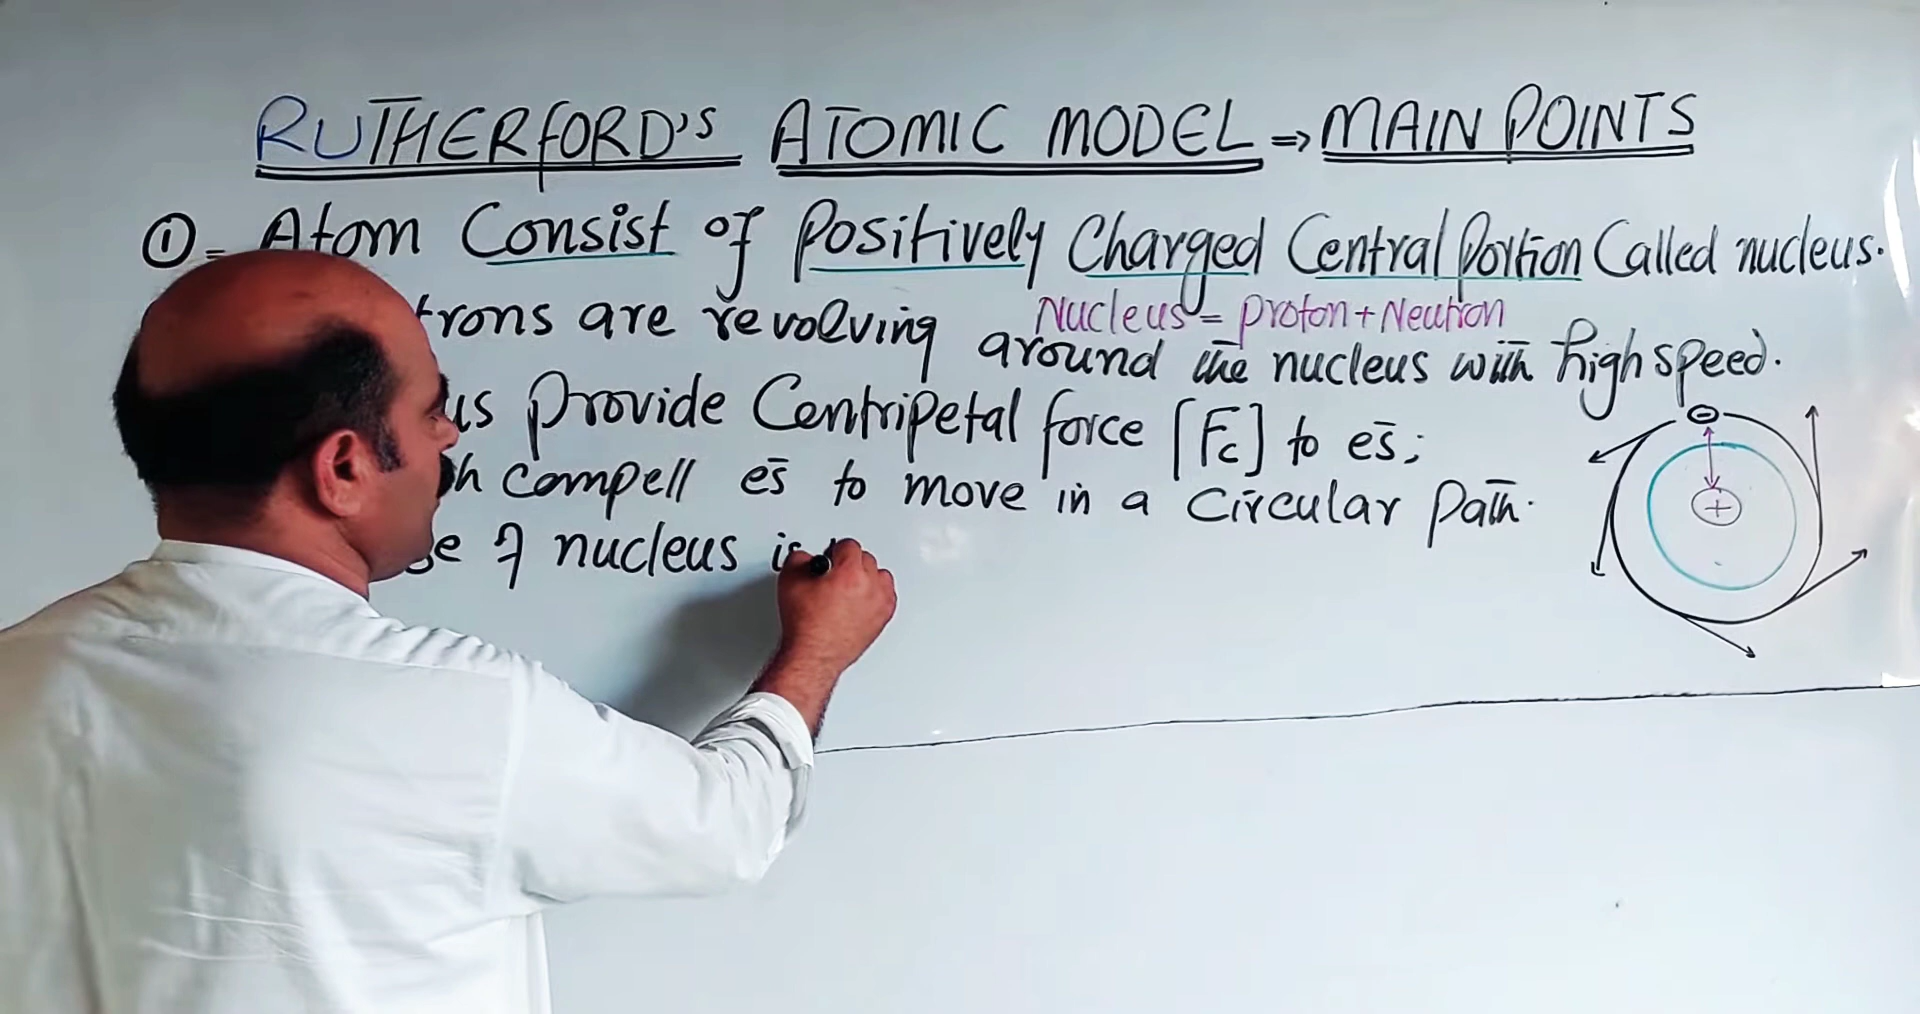 RUTHERFORD'S ATOMIC MODEL ⇒ MAIN POINTS
①- Atom Consist of Positively Charged Central Portion Called nucleus.
Nucleus = Proton + Neutron
trons are revolving around the nucleus with high speed.
us Provide Centripetal force [Fc] to es̄;
h compell es̄ to move in a Circular Path.
e of nucleus is
⊖
+